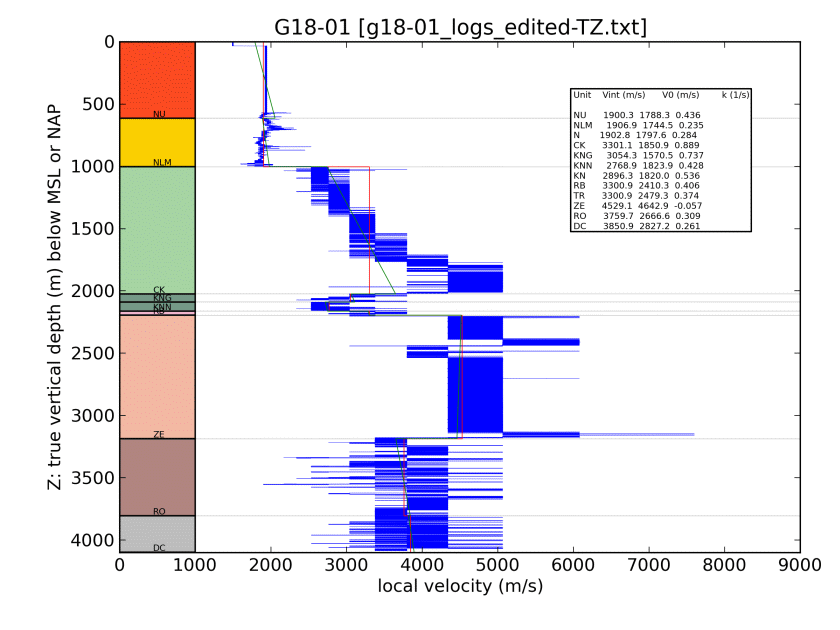 G18-01 [g18-01_logs_edited-TZ.txt]
Z: true vertical depth (m) below MSL or NAP
0
500
1000
1500
2000
2500
3000
3500
4000
NU
NLM
CK
KNG
KNN
ZE
RO
DC
Unit Vint (m/s) V0 (m/s) k (1/s)
NU 1900.3 1788.3 0.436
NLM 1906.9 1744.5 0.235
N 1902.8 1797.6 0.284
CK 3301.1 1850.9 0.889
KNG 3054.3 1570.5 0.737
KNN 2768.9 1823.9 0.428
KN 2896.3 1820.0 0.536
RB 3300.9 2410.3 0.406
TR 3300.9 2479.3 0.374
ZE 4529.1 4642.9 -0.057
RO 3759.7 2666.6 0.309
DC 3850.9 2827.2 0.261
0 1000 2000 3000 4000 5000 6000 7000 8000 9000
local velocity (m/s)